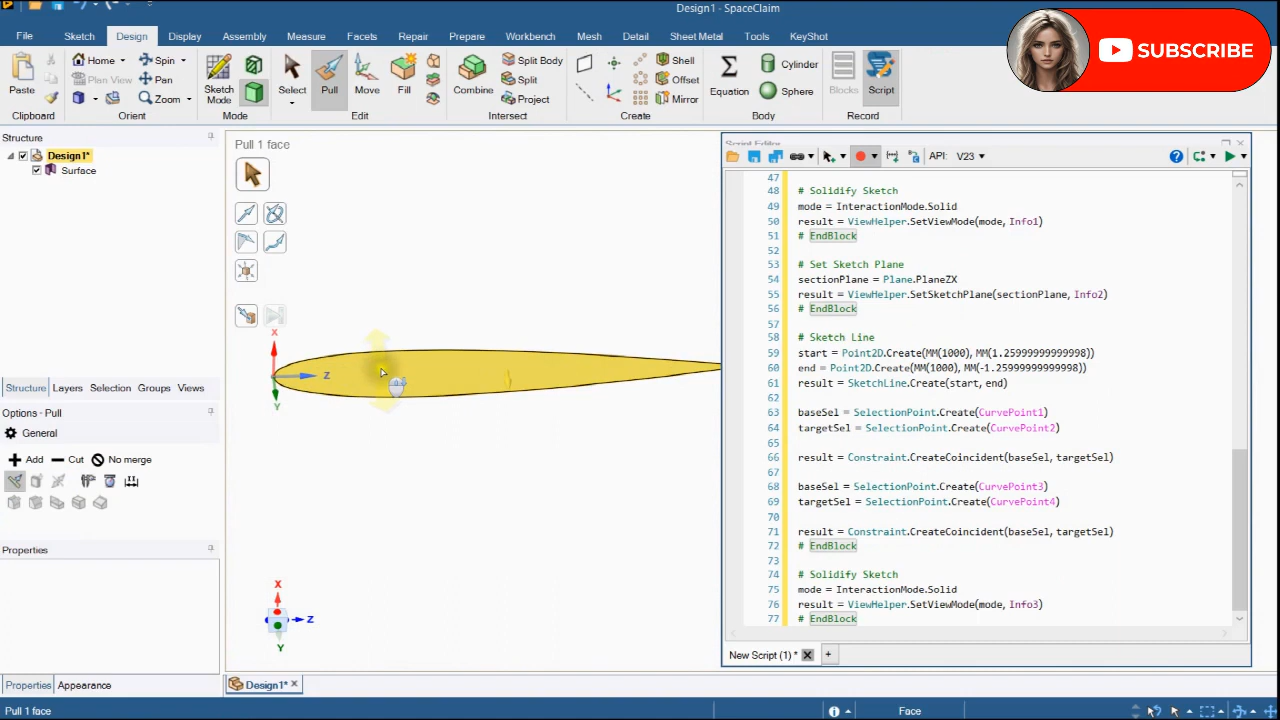 Design1 - SpaceClaim
SUBSCRIBE
File Sketch Design Display Assembly Measure Facets Repair Prepare Workbench Mesh Detail Sheet Metal Tools KeyShot
Paste
Clipboard
Home Spin
Plan View Pan
Zoom
Orient
Sketch Mode
Mode
Select Pull Move Fill
Edit
Combine Split Body
Split
Project
Intersect
Shell
Offset
Mirror
Create
Equation Cylinder
Sphere
Body
Blocks Script
Record
Structure
Design1*
Surface
Structure Layers Selection Groups Views
Options - Pull
General
Add Cut No merge
Properties
Properties Appearance
Pull 1 face
X
Z
Y
X
Z
Y
Script Editor
API: V23
47
48 # Solidify Sketch
49 mode = InteractionMode.Solid
50 result = ViewHelper.SetViewMode(mode, Info1)
51 # EndBlock
52
53 # Set Sketch Plane
54 sectionPlane = Plane.PlaneZX
55 result = ViewHelper.SetSketchPlane(sectionPlane, Info2)
56 # EndBlock
57
58 # Sketch Line
59 start = Point2D.Create(MM(1000), MM(1.25999999999998))
60 end = Point2D.Create(MM(1000), MM(-1.25999999999998))
61 result = SketchLine.Create(start, end)
62
63 baseSel = SelectionPoint.Create(CurvePoint1)
64 targetSel = SelectionPoint.Create(CurvePoint2)
65
66 result = Constraint.CreateCoincident(baseSel, targetSel)
67
68 baseSel = SelectionPoint.Create(CurvePoint3)
69 targetSel = SelectionPoint.Create(CurvePoint4)
70
71 result = Constraint.CreateCoincident(baseSel, targetSel)
72 # EndBlock
73
74 # Solidify Sketch
75 mode = InteractionMode.Solid
76 result = ViewHelper.SetViewMode(mode, Info3)
77 # EndBlock
New Script (1) *
Design1*
Pull 1 face
Face